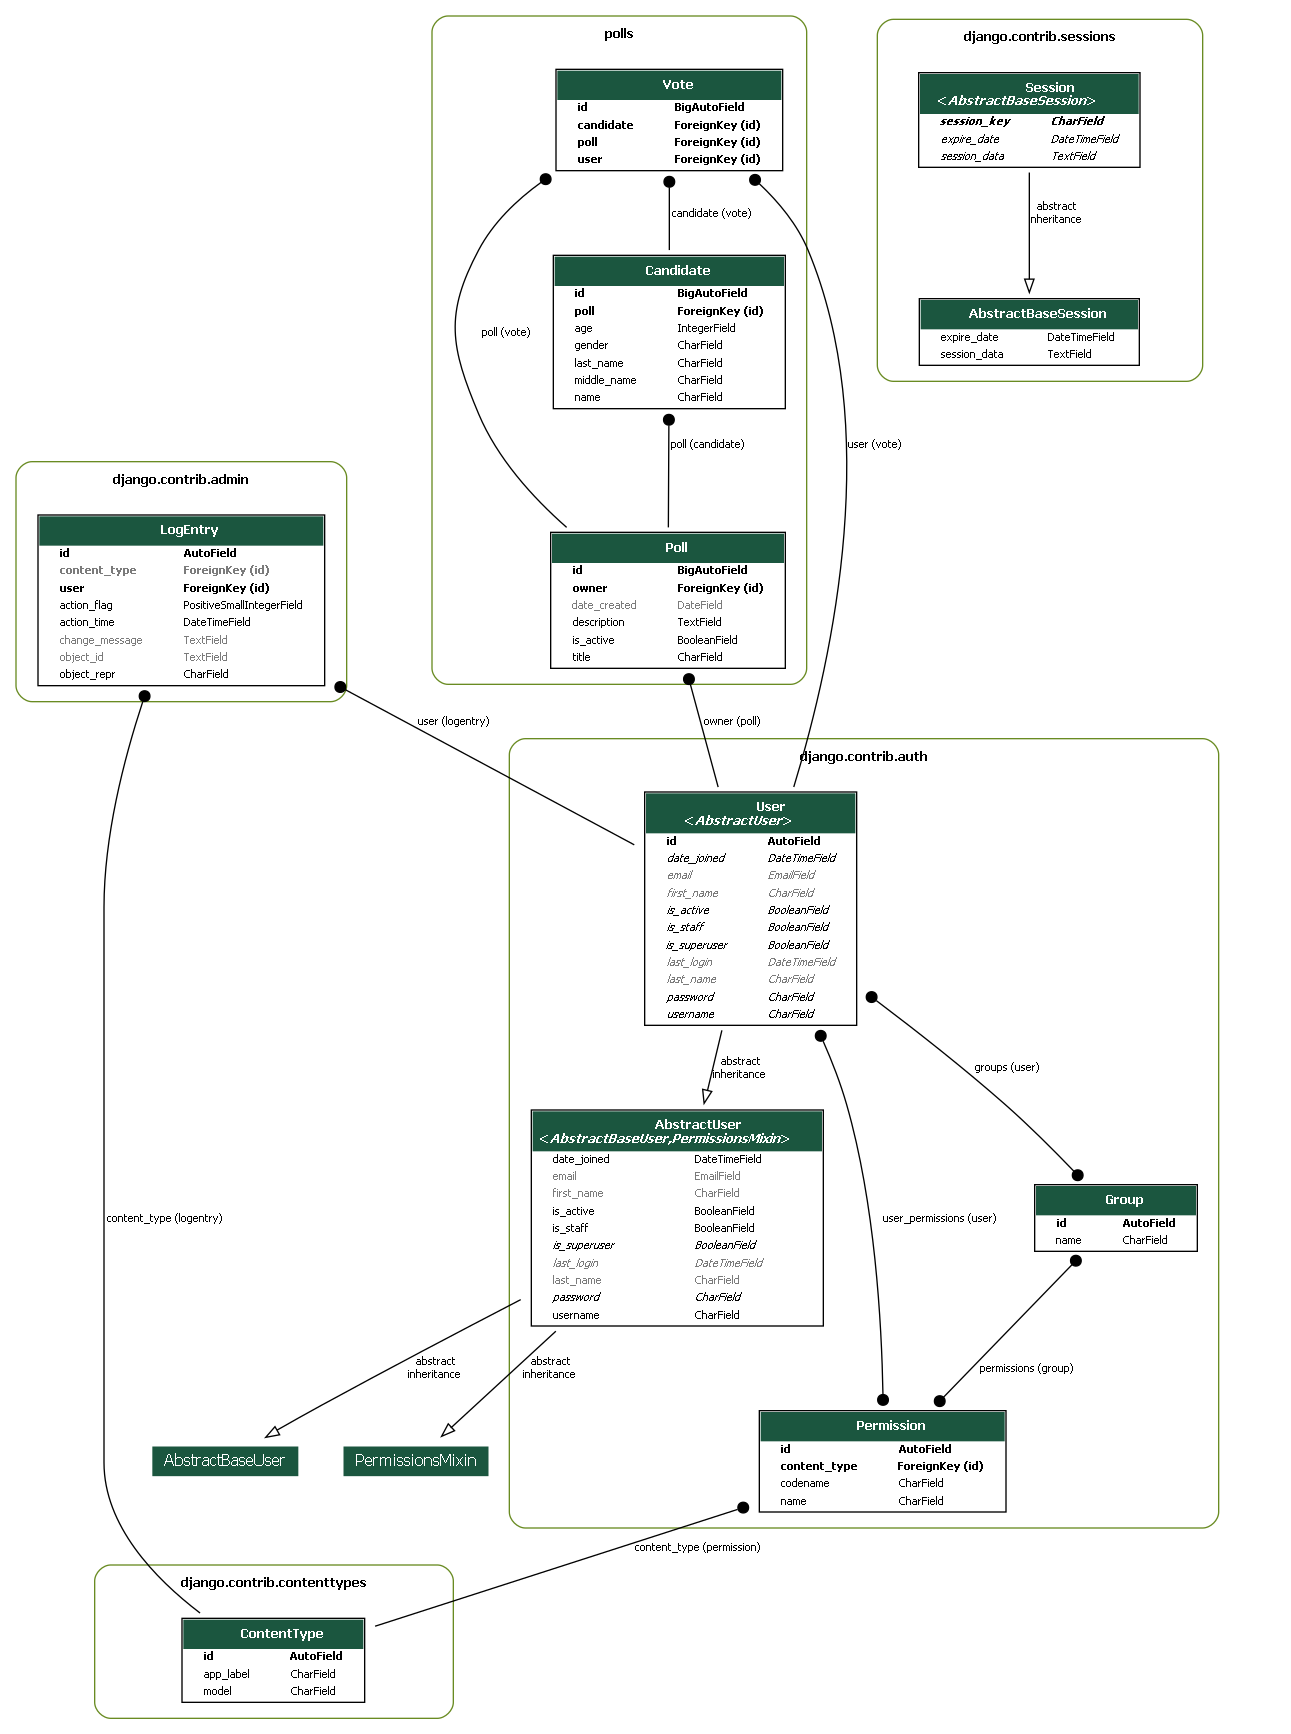 polls
Vote
id BigAutoField
candidate ForeignKey (id)
poll ForeignKey (id)
user ForeignKey (id)
candidate (vote)
Candidate
id BigAutoField
poll ForeignKey (id)
age IntegerField
gender CharField
last_name CharField
middle_name CharField
name CharField
poll (vote)
poll (candidate)
user (vote)
Poll
id BigAutoField
owner ForeignKey (id)
date_created DateField
description TextField
is_active BooleanField
title CharField
django.contrib.sessions
Session
<AbstractBaseSession>
session_key CharField
expire_date DateTimeField
session_data TextField
abstract
nheritance
AbstractBaseSession
expire_date DateTimeField
session_data TextField
django.contrib.admin
LogEntry
id AutoField
content_type ForeignKey (id)
user ForeignKey (id)
action_flag PositiveSmallIntegerField
action_time DateTimeField
change_message TextField
object_id TextField
object_repr CharField
user (logentry)
owner (poll)
django.contrib.auth
User
<AbstractUser>
id AutoField
date_joined DateTimeField
email EmailField
first_name CharField
is_active BooleanField
is_staff BooleanField
is_superuser BooleanField
last_login DateTimeField
last_name CharField
password CharField
username CharField
abstract
inheritance
groups (user)
AbstractUser
<AbstractBaseUser,PermissionsMixin>
date_joined DateTimeField
email EmailField
first_name CharField
is_active BooleanField
is_staff BooleanField
is_superuser BooleanField
last_login DateTimeField
last_name CharField
password CharField
username CharField
Group
id AutoField
name CharField
content_type (logentry)
user_permissions (user)
abstract
inheritance
abstract
inheritance
permissions (group)
AbstractBaseUser
PermissionsMixin
Permission
id AutoField
content_type ForeignKey (id)
codename CharField
name CharField
content_type (permission)
django.contrib.contenttypes
ContentType
id AutoField
app_label CharField
model CharField